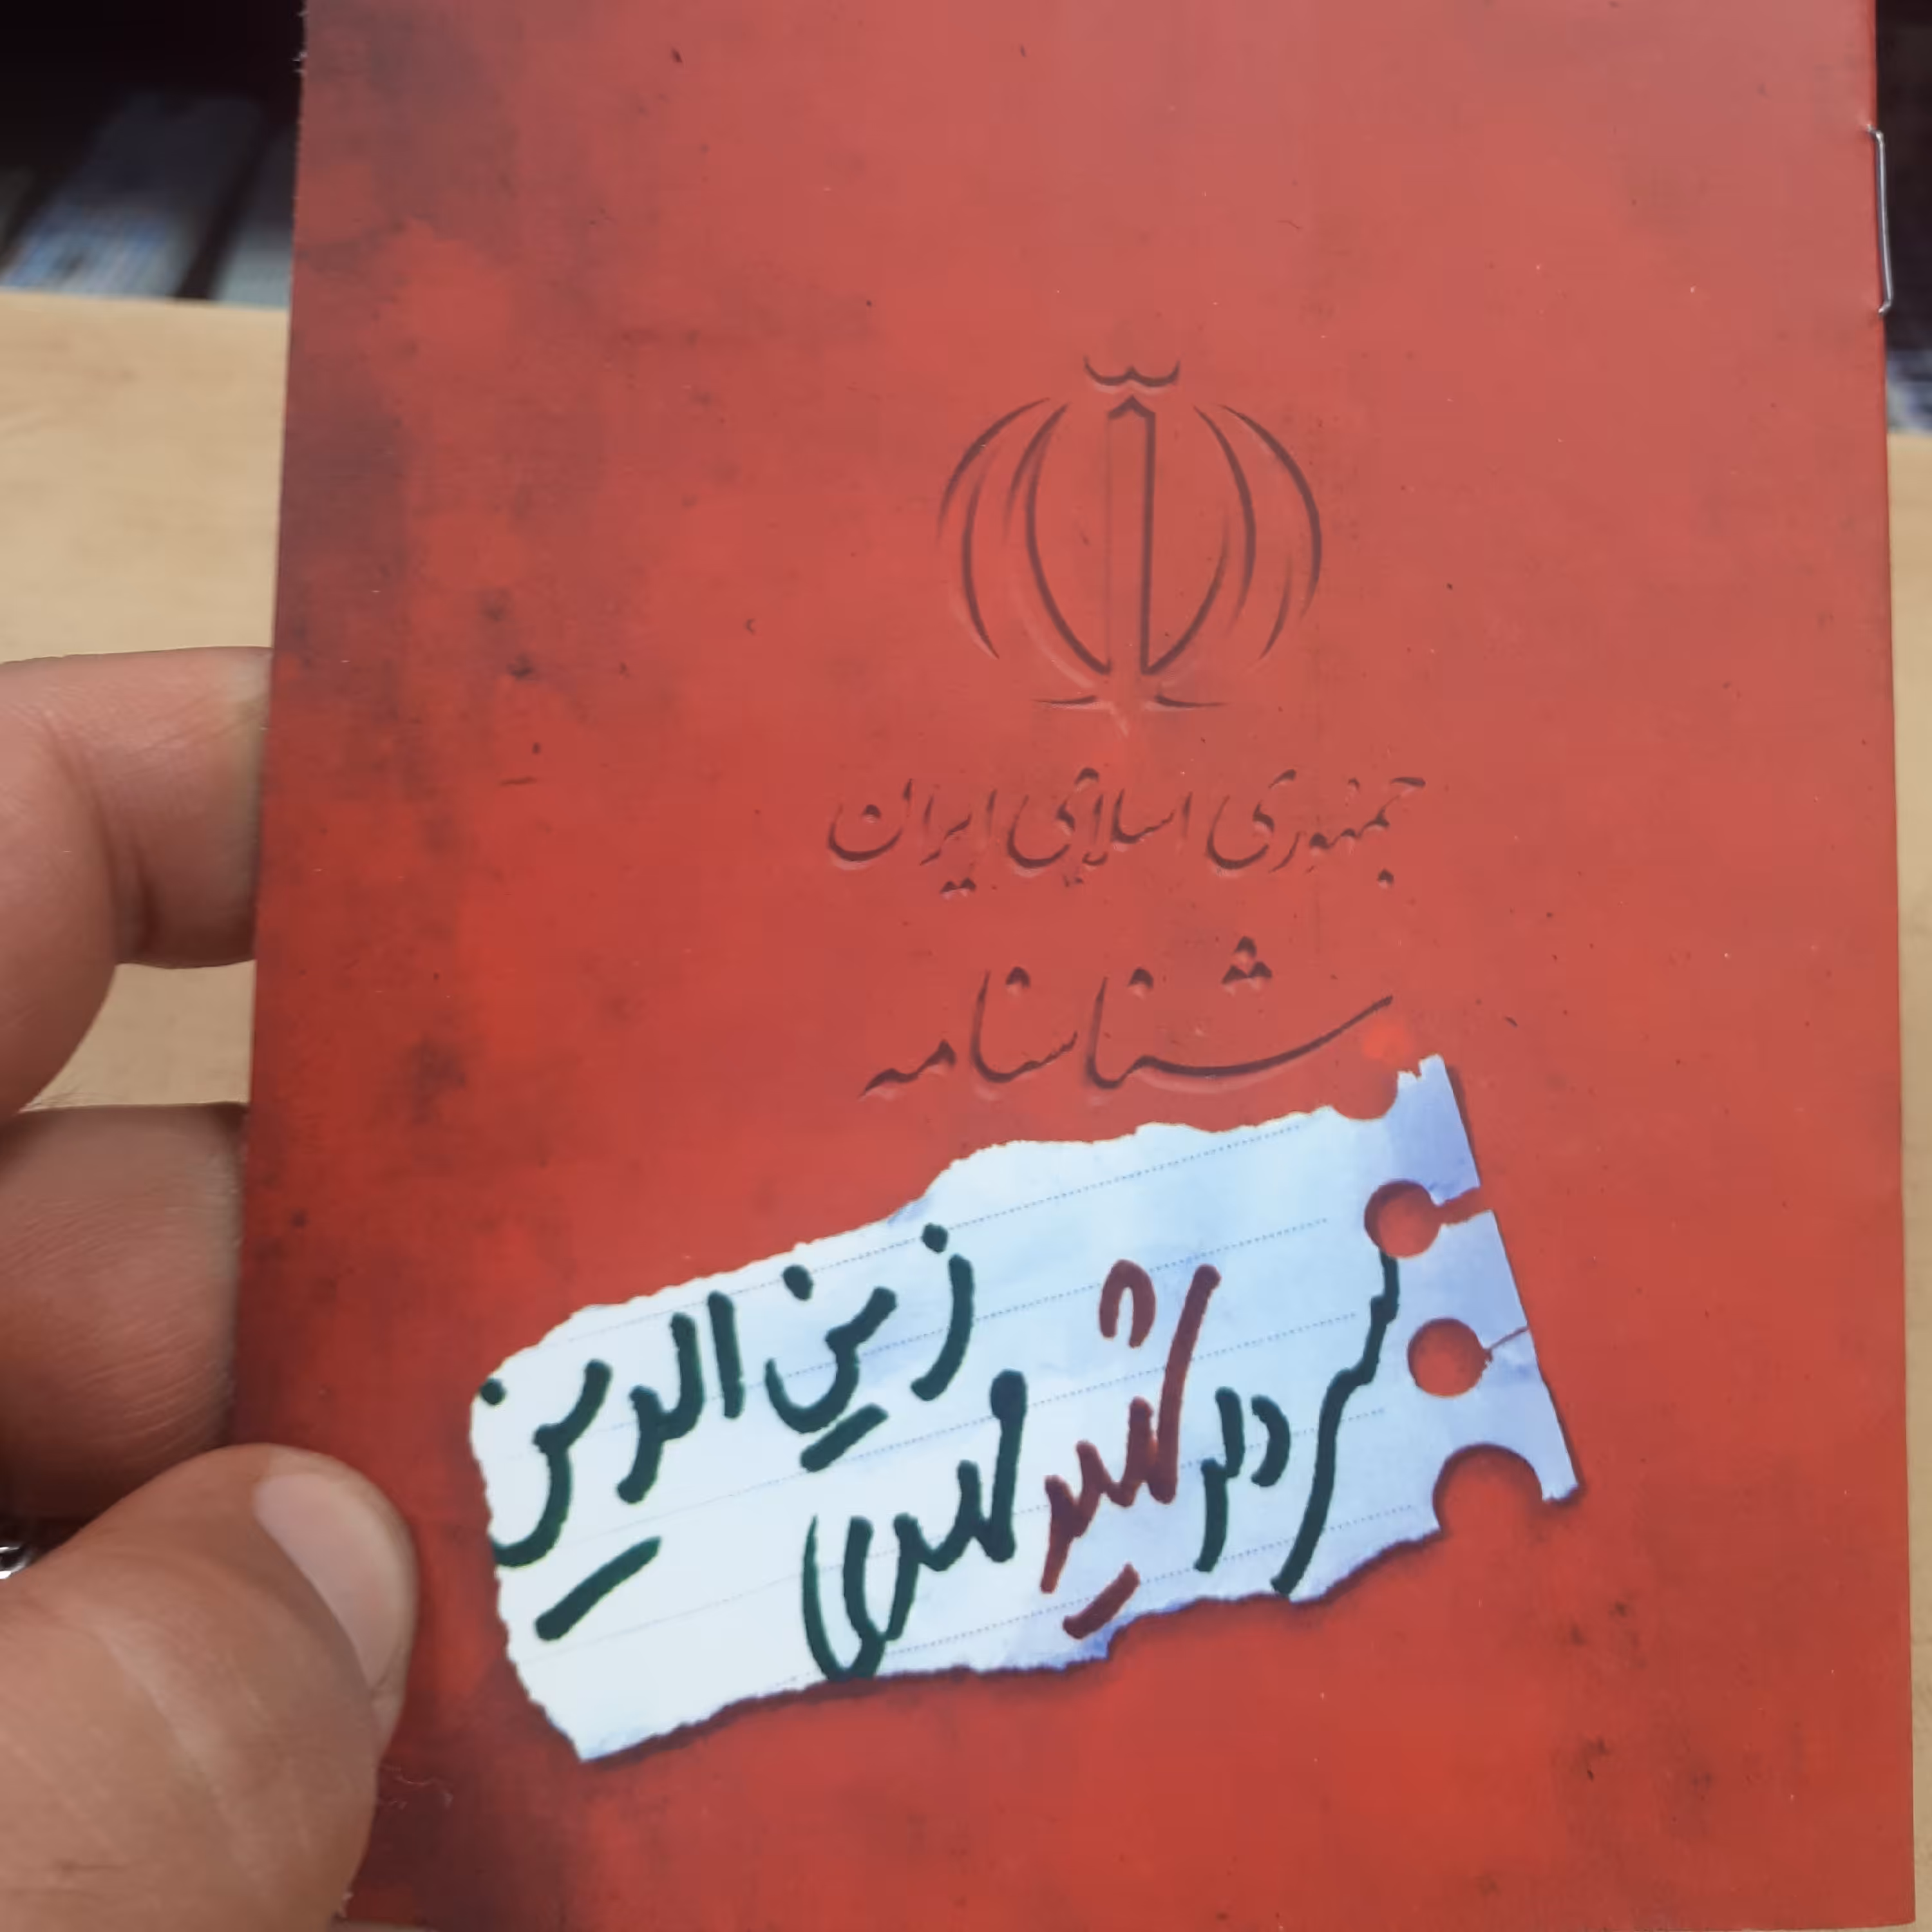 جمهوری اسلامی ایران
شناسنامه
سردار شهید مهدی زین الدین